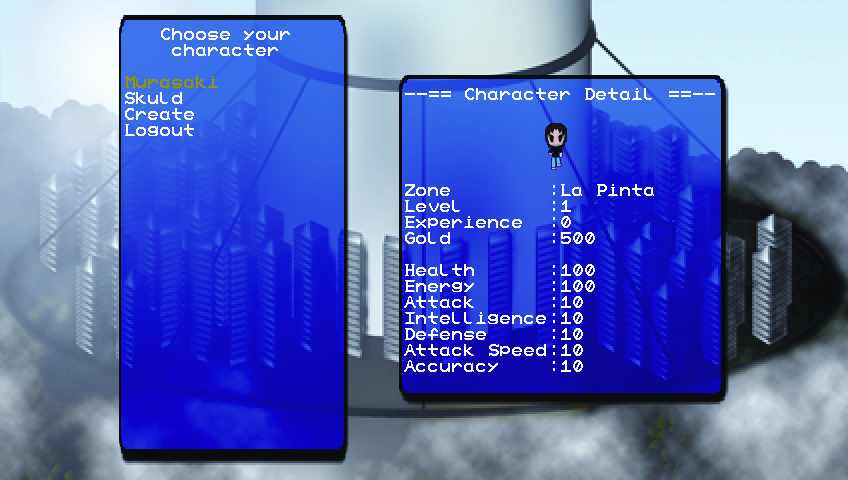 Choose your
character
Murasaki
Skuld
Create
Logout
--== Character Detail ==--
Zone :La Pinta
Level :1
Experience :0
Gold :500
Health :100
Energy :100
Attack :10
Intelligence:10
Defense :10
Attack Speed:10
Accuracy :10